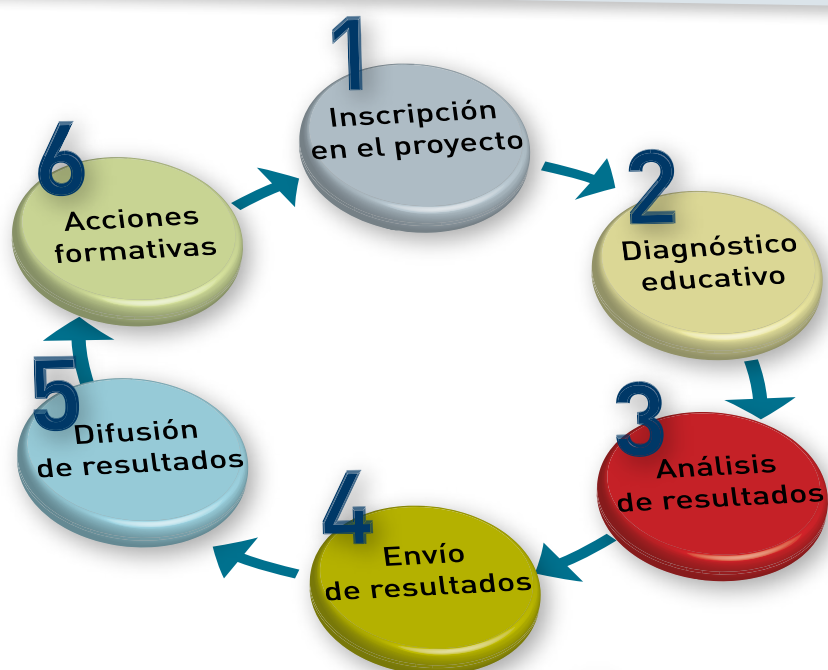 1
Inscripción
en el proyecto
2
Diagnóstico
educativo
3
Análisis
de resultados
4
Envío
de resultados
5
Difusión
de resultados
6
Acciones
formativas